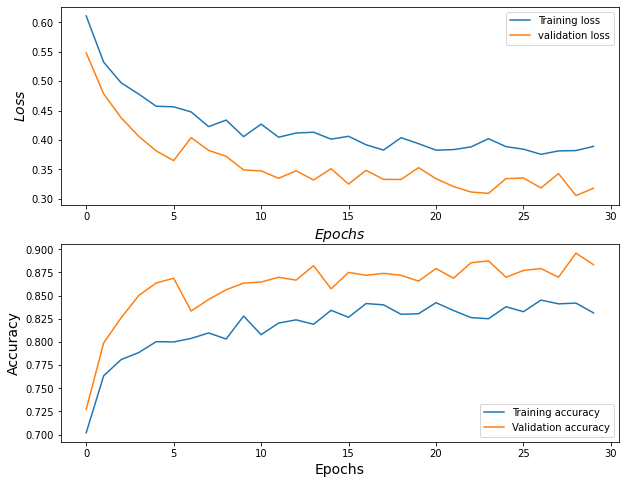 0.60
0.55
0.50
0.45
0.40
0.35
0.30
Loss
Training loss
validation loss
0 5 10 15 20 25 30
Epochs
0.900
0.875
0.850
0.825
0.800
0.775
0.750
0.725
0.700
Accuracy
Training accuracy
Validation accuracy
0 5 10 15 20 25 30
Epochs